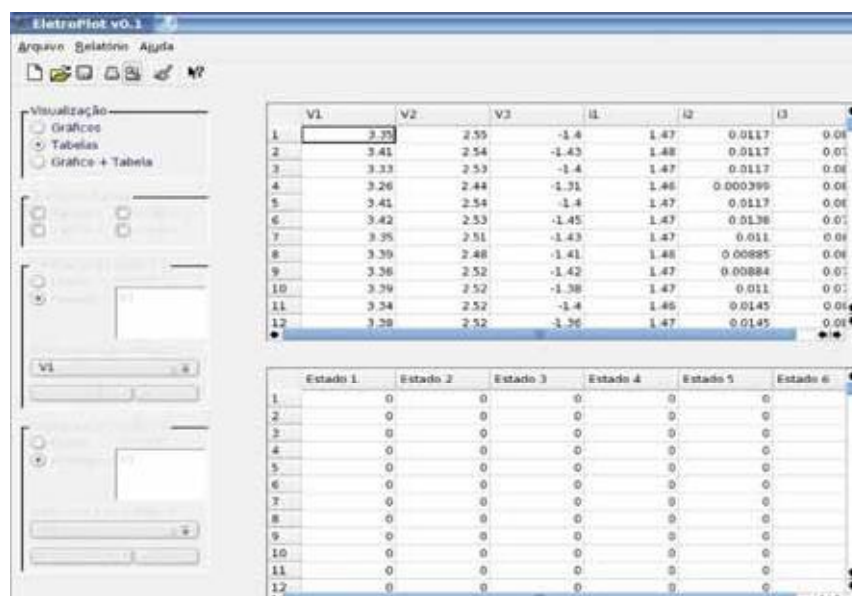 EletroPlot v0.1
Arquivo Relatório Ajuda
Visualização
Gráficos
Tabelas
Gráfico + Tabela
V1
V1 V2 V3 i1 i2 i3
1 3.35 2.55 -1.4 1.47 0.0117
2 3.41 2.54 -1.43 1.48 0.0117
3 3.33 2.53 -1.4 1.47 0.0117
4 3.26 2.44 -1.31 1.46 0.000399
5 3.41 2.54 -1.4 1.47 0.0117
6 3.42 2.53 -1.45 1.47 0.0138
7 3.35 2.51 -1.43 1.47 0.011
8 3.39 2.48 -1.41 1.48 0.00885
9 3.36 2.52 -1.42 1.47 0.00884
10 3.39 2.52 -1.38 1.47 0.011
11 3.34 2.52 -1.4 1.46 0.0145
12 3.38 2.52 -1.36 1.47 0.0145
Estado 1 Estado 2 Estado 3 Estado 4 Estado 5 Estado 6
1 0 0 0 0 0
2 0 0 0 0 0
3 0 0 0 0 0
4 0 0 0 0 0
5 0 0 0 0 0
6 0 0 0 0 0
7 0 0 0 0 0
8 0 0 0 0 0
9 0 0 0 0 0
10 0 0 0 0 0
11 0 0 0 0 0
12 0 0 0 0 0